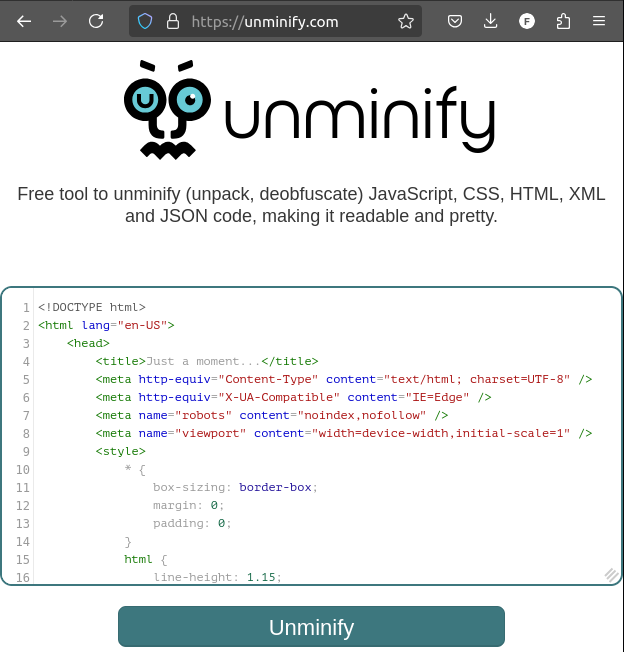 https://unminify.com
F
U
unminify
Free tool to unminify (unpack, deobfuscate) JavaScript, CSS, HTML, XML
and JSON code, making it readable and pretty.
1 <!DOCTYPE html>
2 <html lang="en-US">
3 <head>
4 <title>Just a moment...</title>
5 <meta http-equiv="Content-Type" content="text/html; charset=UTF-8" />
6 <meta http-equiv="X-UA-Compatible" content="IE=Edge" />
7 <meta name="robots" content="noindex,nofollow" />
8 <meta name="viewport" content="width=device-width,initial-scale=1" />
9 <style>
10 * {
11 box-sizing: border-box;
12 margin: 0;
13 padding: 0;
14 }
15 html {
16 line-height: 1.15;
Unminify